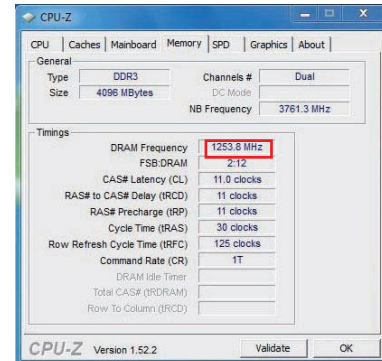 CPU-Z
CPU Caches Mainboard Memory SPD Graphics About
General
Type DDR3 Channels # Dual
Size 4096 MBytes DC Mode
NB Frequency 3761.3 MHz
Timings
DRAM Frequency 1253.8 MHz
FSB:DRAM 2:12
CAS# Latency (CL) 11.0 clocks
RAS# to CAS# Delay (tRCD) 11 clocks
RAS# Precharge (tRP) 11 clocks
Cycle Time (tRAS) 30 clocks
Row Refresh Cycle Time (tRFC) 125 clocks
Command Rate (CR) 1T
DRAM Idle Timer
Total CAS# (tRDRAM)
Row To Column (tRCD)
CPU-Z Version 1.52.2 Validate OK